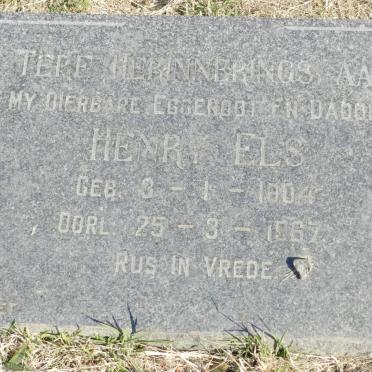 TERE HERINNERINGS AA
MY DIERBARE EGGENOOT EN DADD
HENRY ELS
GEB. 3 - 1 - 1904
OORL. 25 - 3 - 1967
RUS IN VREDE